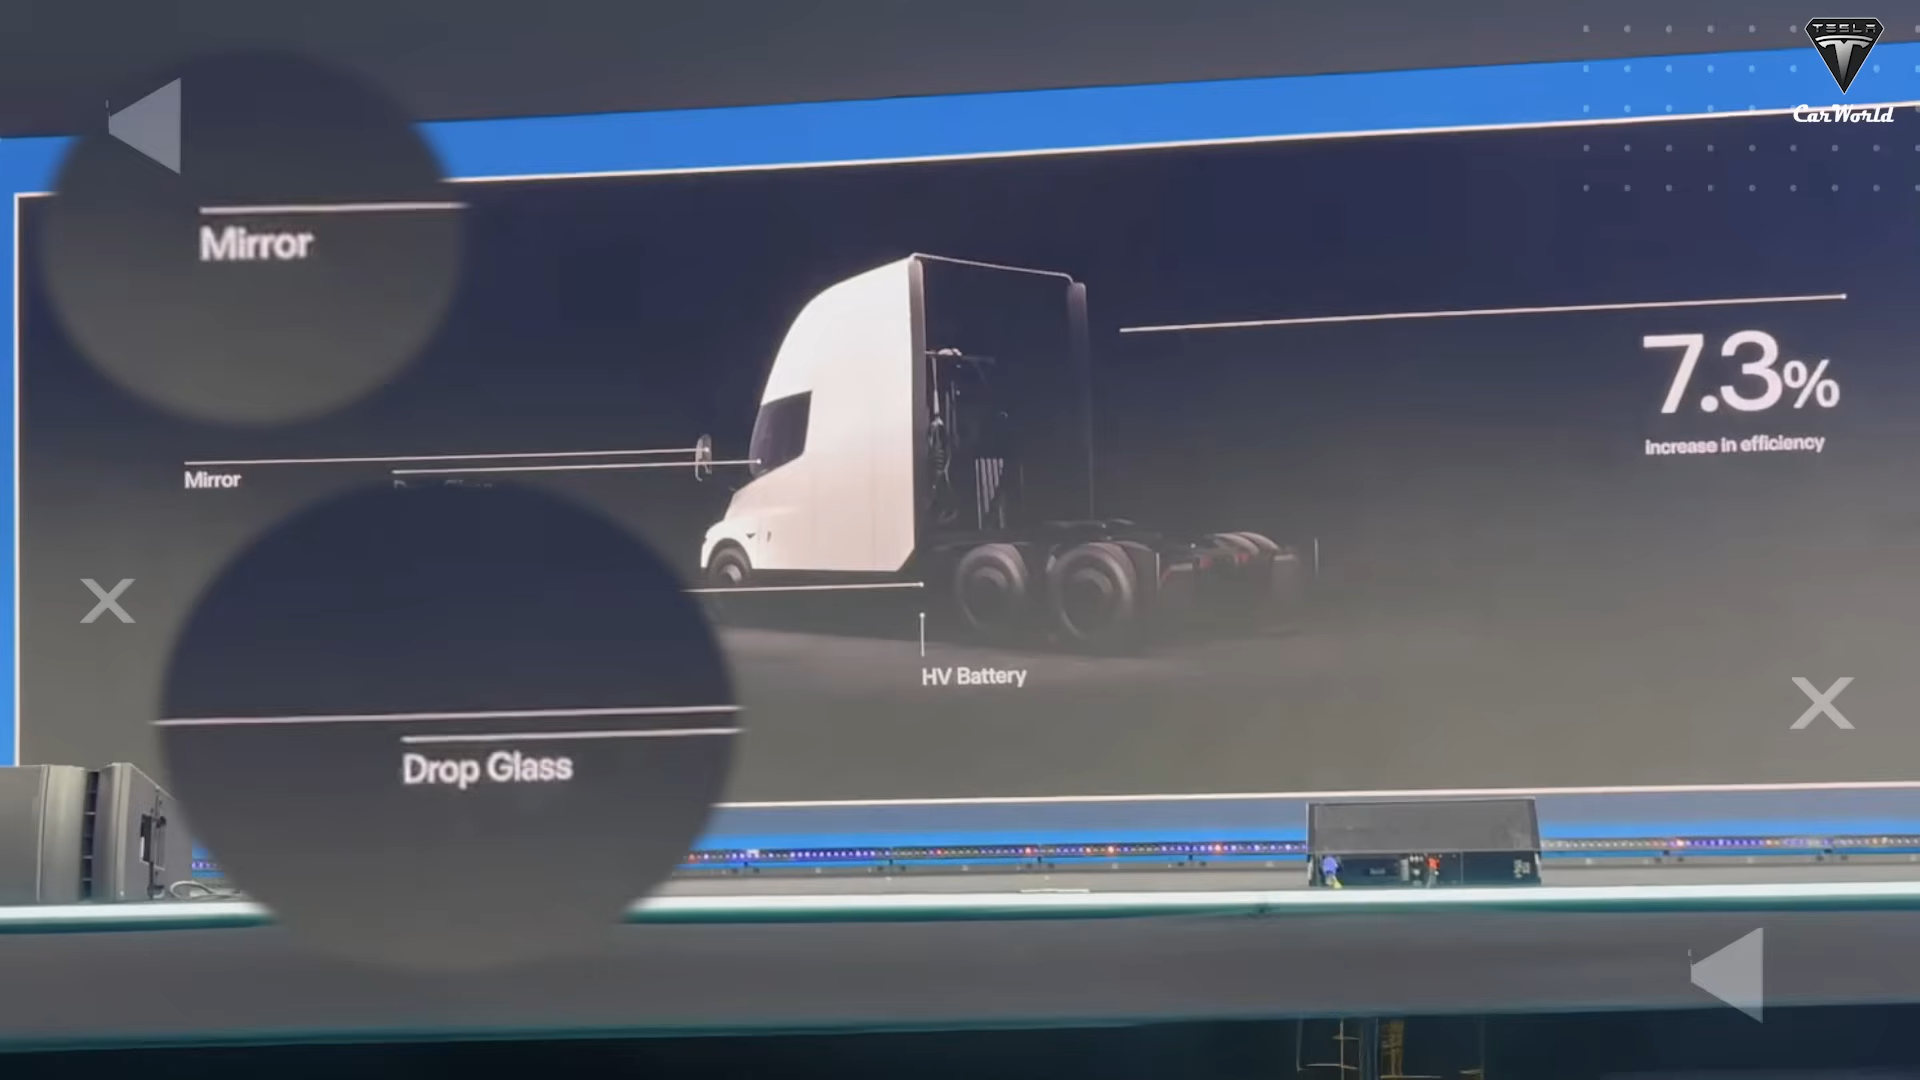 TESLA
CarWorld
Mirror
7.3%
Increase in efficiency
Mirror
HV Battery
Drop Glass